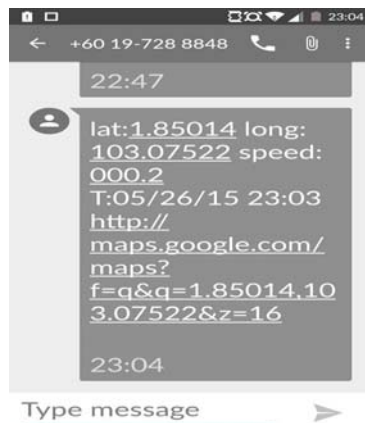 23:04
+60 19-728 8848
22:47
lat:1.85014 long:
103.07522 speed:
000.2
T:05/26/15 23:03
http://
maps.google.com/
maps?
f=q&q=1.85014,10
3.07522&z=16
23:04
Type message